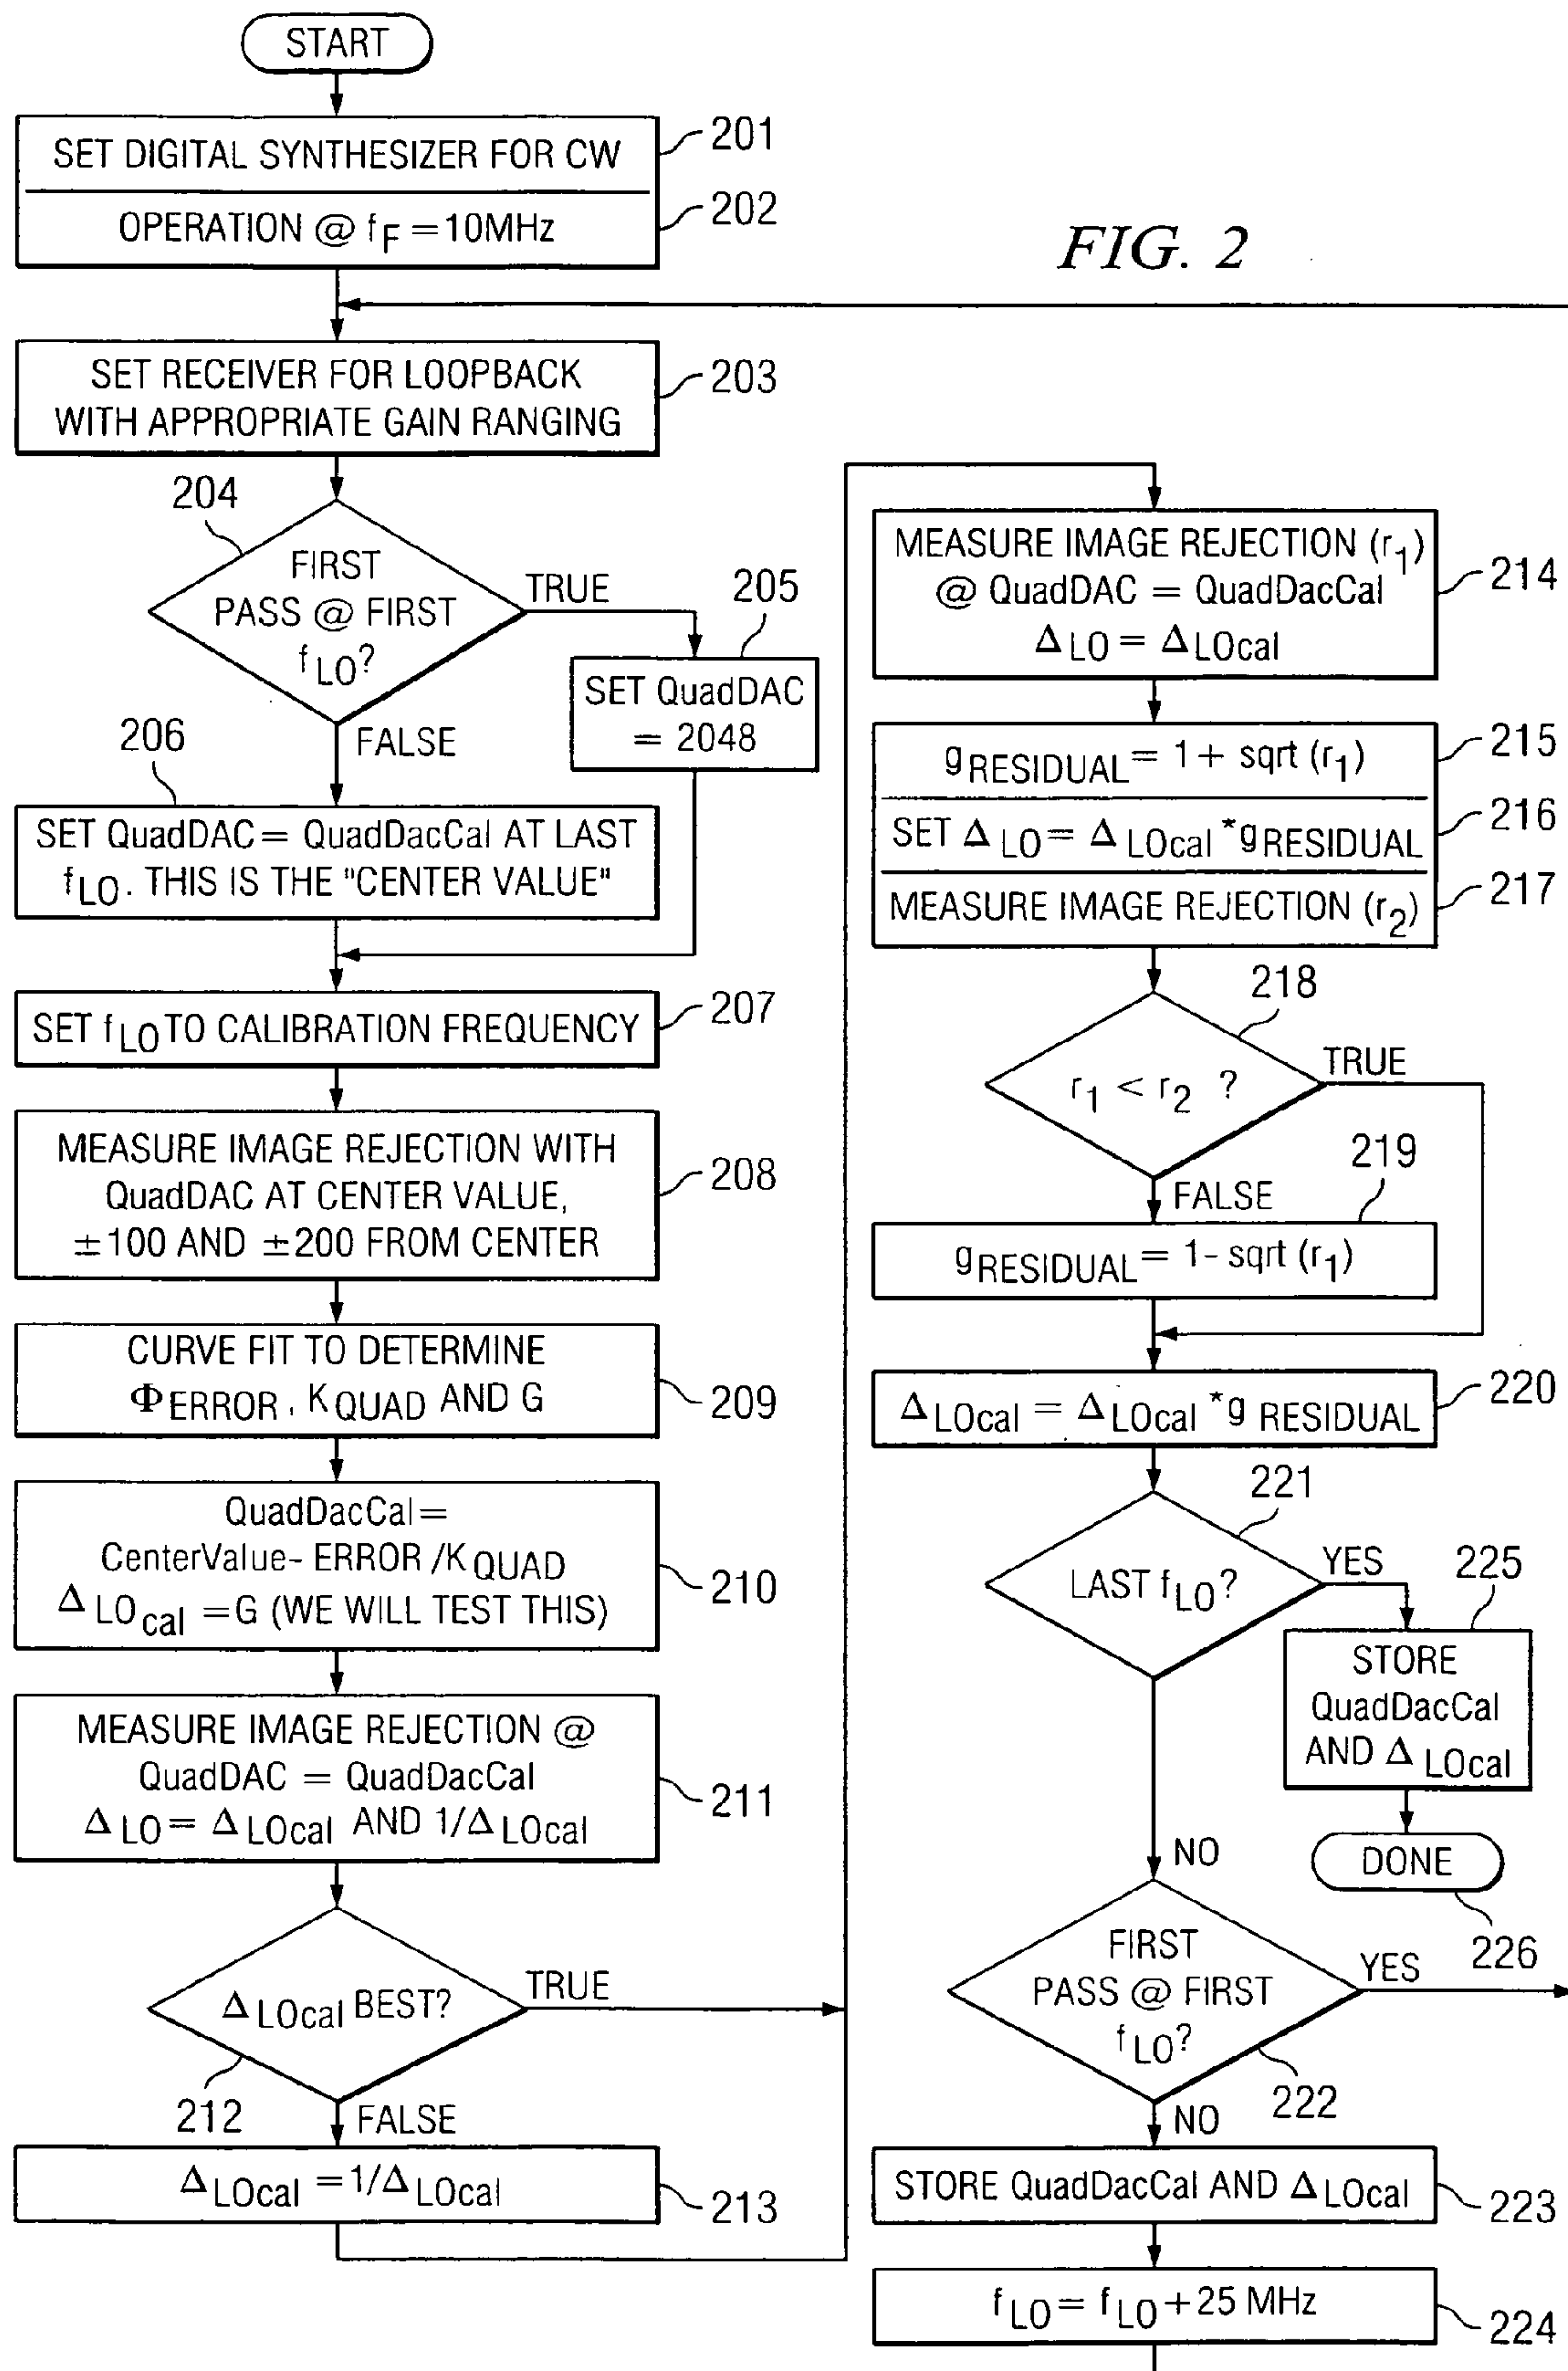 START
SET DIGITAL SYNTHESIZER FOR CW
201
OPERATION @ fF = 10MHz
202
FIG. 2
SET RECEIVER FOR LOOPBACK
WITH APPROPRIATE GAIN RANGING
203
204
FIRST
PASS @ FIRST
fLO?
TRUE
205
SET QuadDAC
= 2048
FALSE
206
SET QuadDAC = QuadDacCal AT LAST
fLO. THIS IS THE "CENTER VALUE"
SET fLO TO CALIBRATION FREQUENCY
207
MEASURE IMAGE REJECTION WITH
QuadDAC AT CENTER VALUE,
±100 AND ±200 FROM CENTER
208
CURVE FIT TO DETERMINE
ΦERROR, KQUAD AND G
209
QuadDacCal =
CenterValue- ERROR /KQUAD
ΔLOcal = G (WE WILL TEST THIS)
210
MEASURE IMAGE REJECTION @
QuadDAC = QuadDacCal
ΔLO = ΔLOcal AND 1/ΔLOcal
211
ΔLOcal BEST?
TRUE
212
FALSE
ΔLOcal = 1/ΔLOcal
213
MEASURE IMAGE REJECTION (r1)
@ QuadDAC = QuadDacCal
ΔLO = ΔLOcal
214
gRESIDUAL = 1 + sqrt (r1)
215
SET ΔLO = ΔLOcal *gRESIDUAL
216
MEASURE IMAGE REJECTION (r2)
217
218
r1 < r2 ?
TRUE
FALSE
219
gRESIDUAL = 1 - sqrt (r1)
ΔLOcal = ΔLOcal *g RESIDUAL
220
221
LAST fLO?
YES
225
STORE
QuadDacCal
AND ΔLOcal
DONE
226
NO
FIRST
PASS @ FIRST
fLO?
YES
222
NO
STORE QuadDacCal AND ΔLOcal
223
fLO = fLO + 25 MHz
224